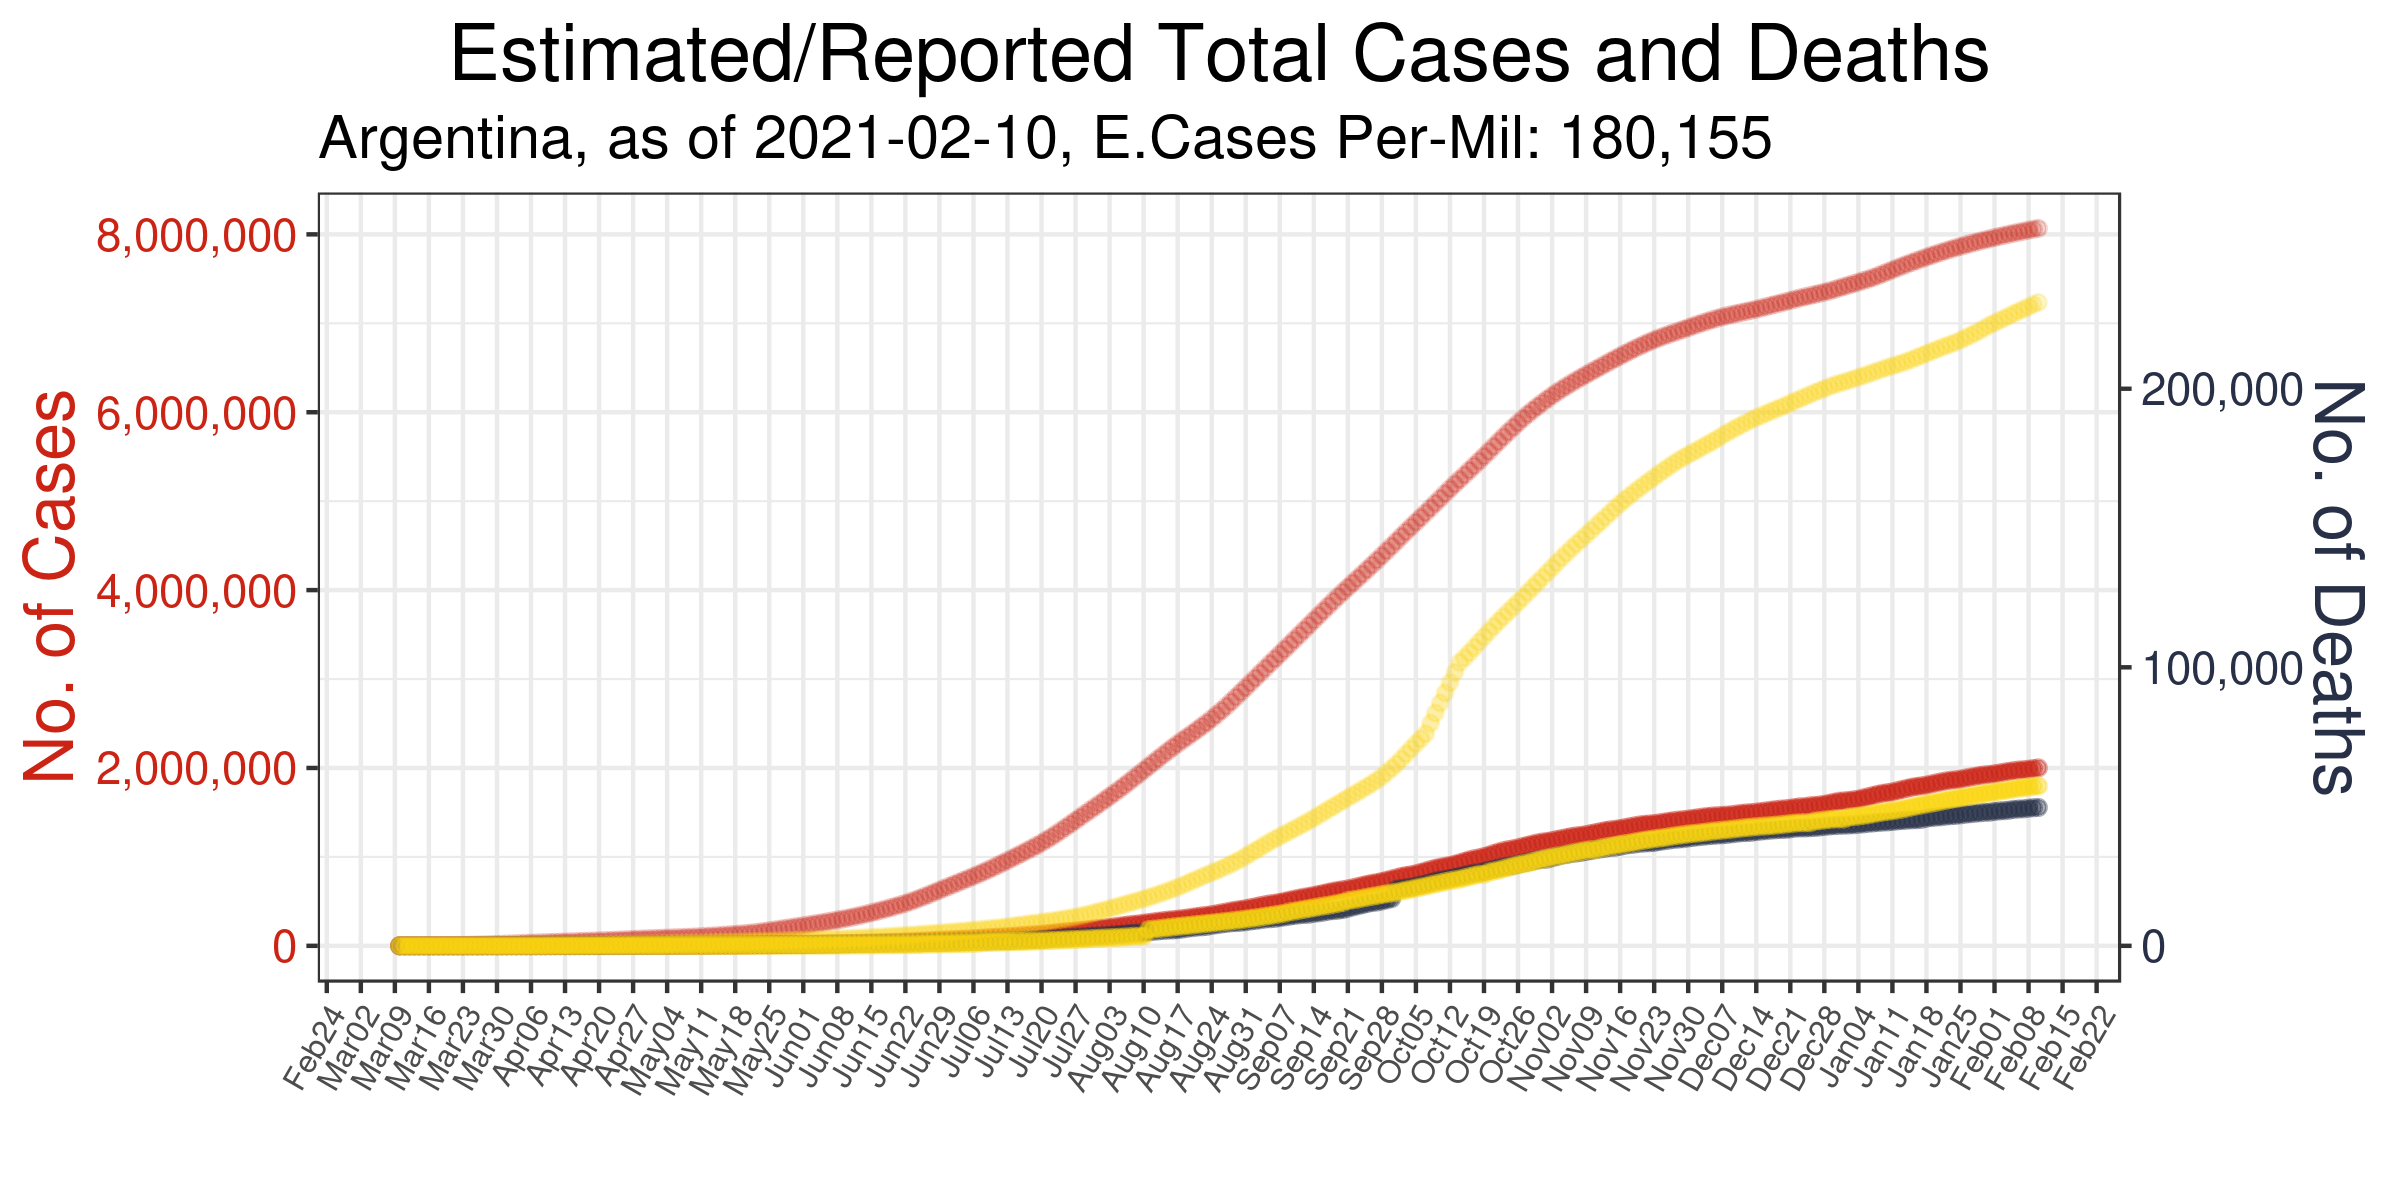 Estimated/Reported Total Cases and Deaths
Argentina, as of 2021-02-10, E.Cases Per-Mil: 180,155
No. of Cases
8,000,000
6,000,000
4,000,000
2,000,000
0
200,000
100,000
0
No. of Deaths
Feb24
Mar02
Mar09
Mar16
Mar23
Mar30
Apr06
Apr13
Apr20
Apr27
May04
May11
May18
May25
Jun01
Jun08
Jun15
Jun22
Jun29
Jul06
Jul13
Jul20
Jul27
Aug03
Aug10
Aug17
Aug24
Aug31
Sep07
Sep14
Sep21
Sep28
Oct05
Oct12
Oct19
Oct26
Nov02
Nov09
Nov16
Nov23
Nov30
Dec07
Dec14
Dec21
Dec28
Jan04
Jan11
Jan18
Jan25
Feb01
Feb08
Feb15
Feb22